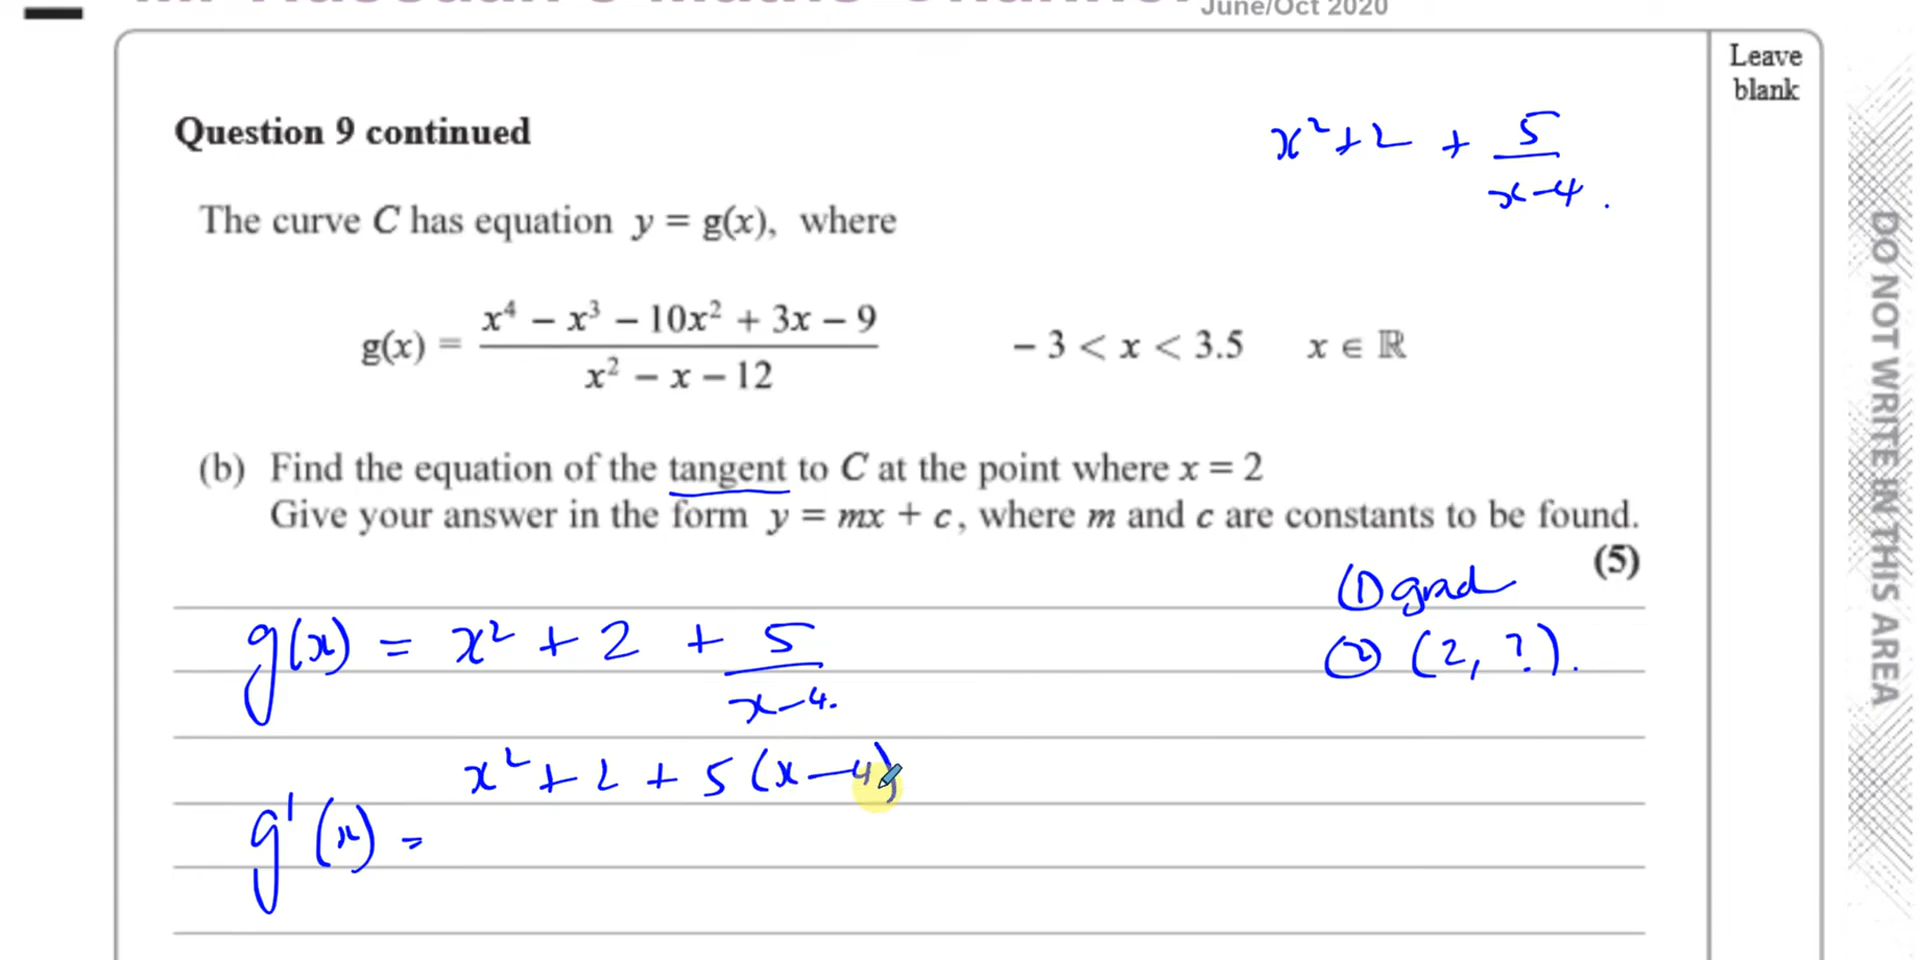 June/Oct 2020
Leave
blank
Question 9 continued
x² + 2 + 5/(x-4).
The curve C has equation y = g(x), where
g(x) = (x⁴ − x³ − 10x² + 3x − 9)/(x² − x − 12)    − 3 < x < 3.5    x ∈ ℝ
(b) Find the equation of the tangent to C at the point where x = 2
Give your answer in the form y = mx + c, where m and c are constants to be found.
(5)
① grad
② (2, ?).
g(x) = x² + 2 + 5/(x-4).
x² + 2 + 5(x-4)
g'(x) =
DO NOT WRITE IN THIS AREA